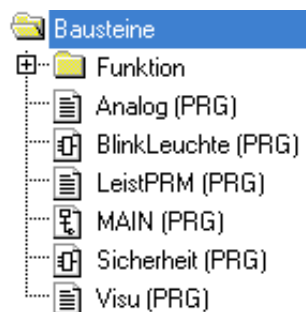 Bausteine
Funktion
Analog (PRG)
BlinkLeuchte (PRG)
LeistPRM (PRG)
MAIN (PRG)
Sicherheit (PRG)
Visu (PRG)